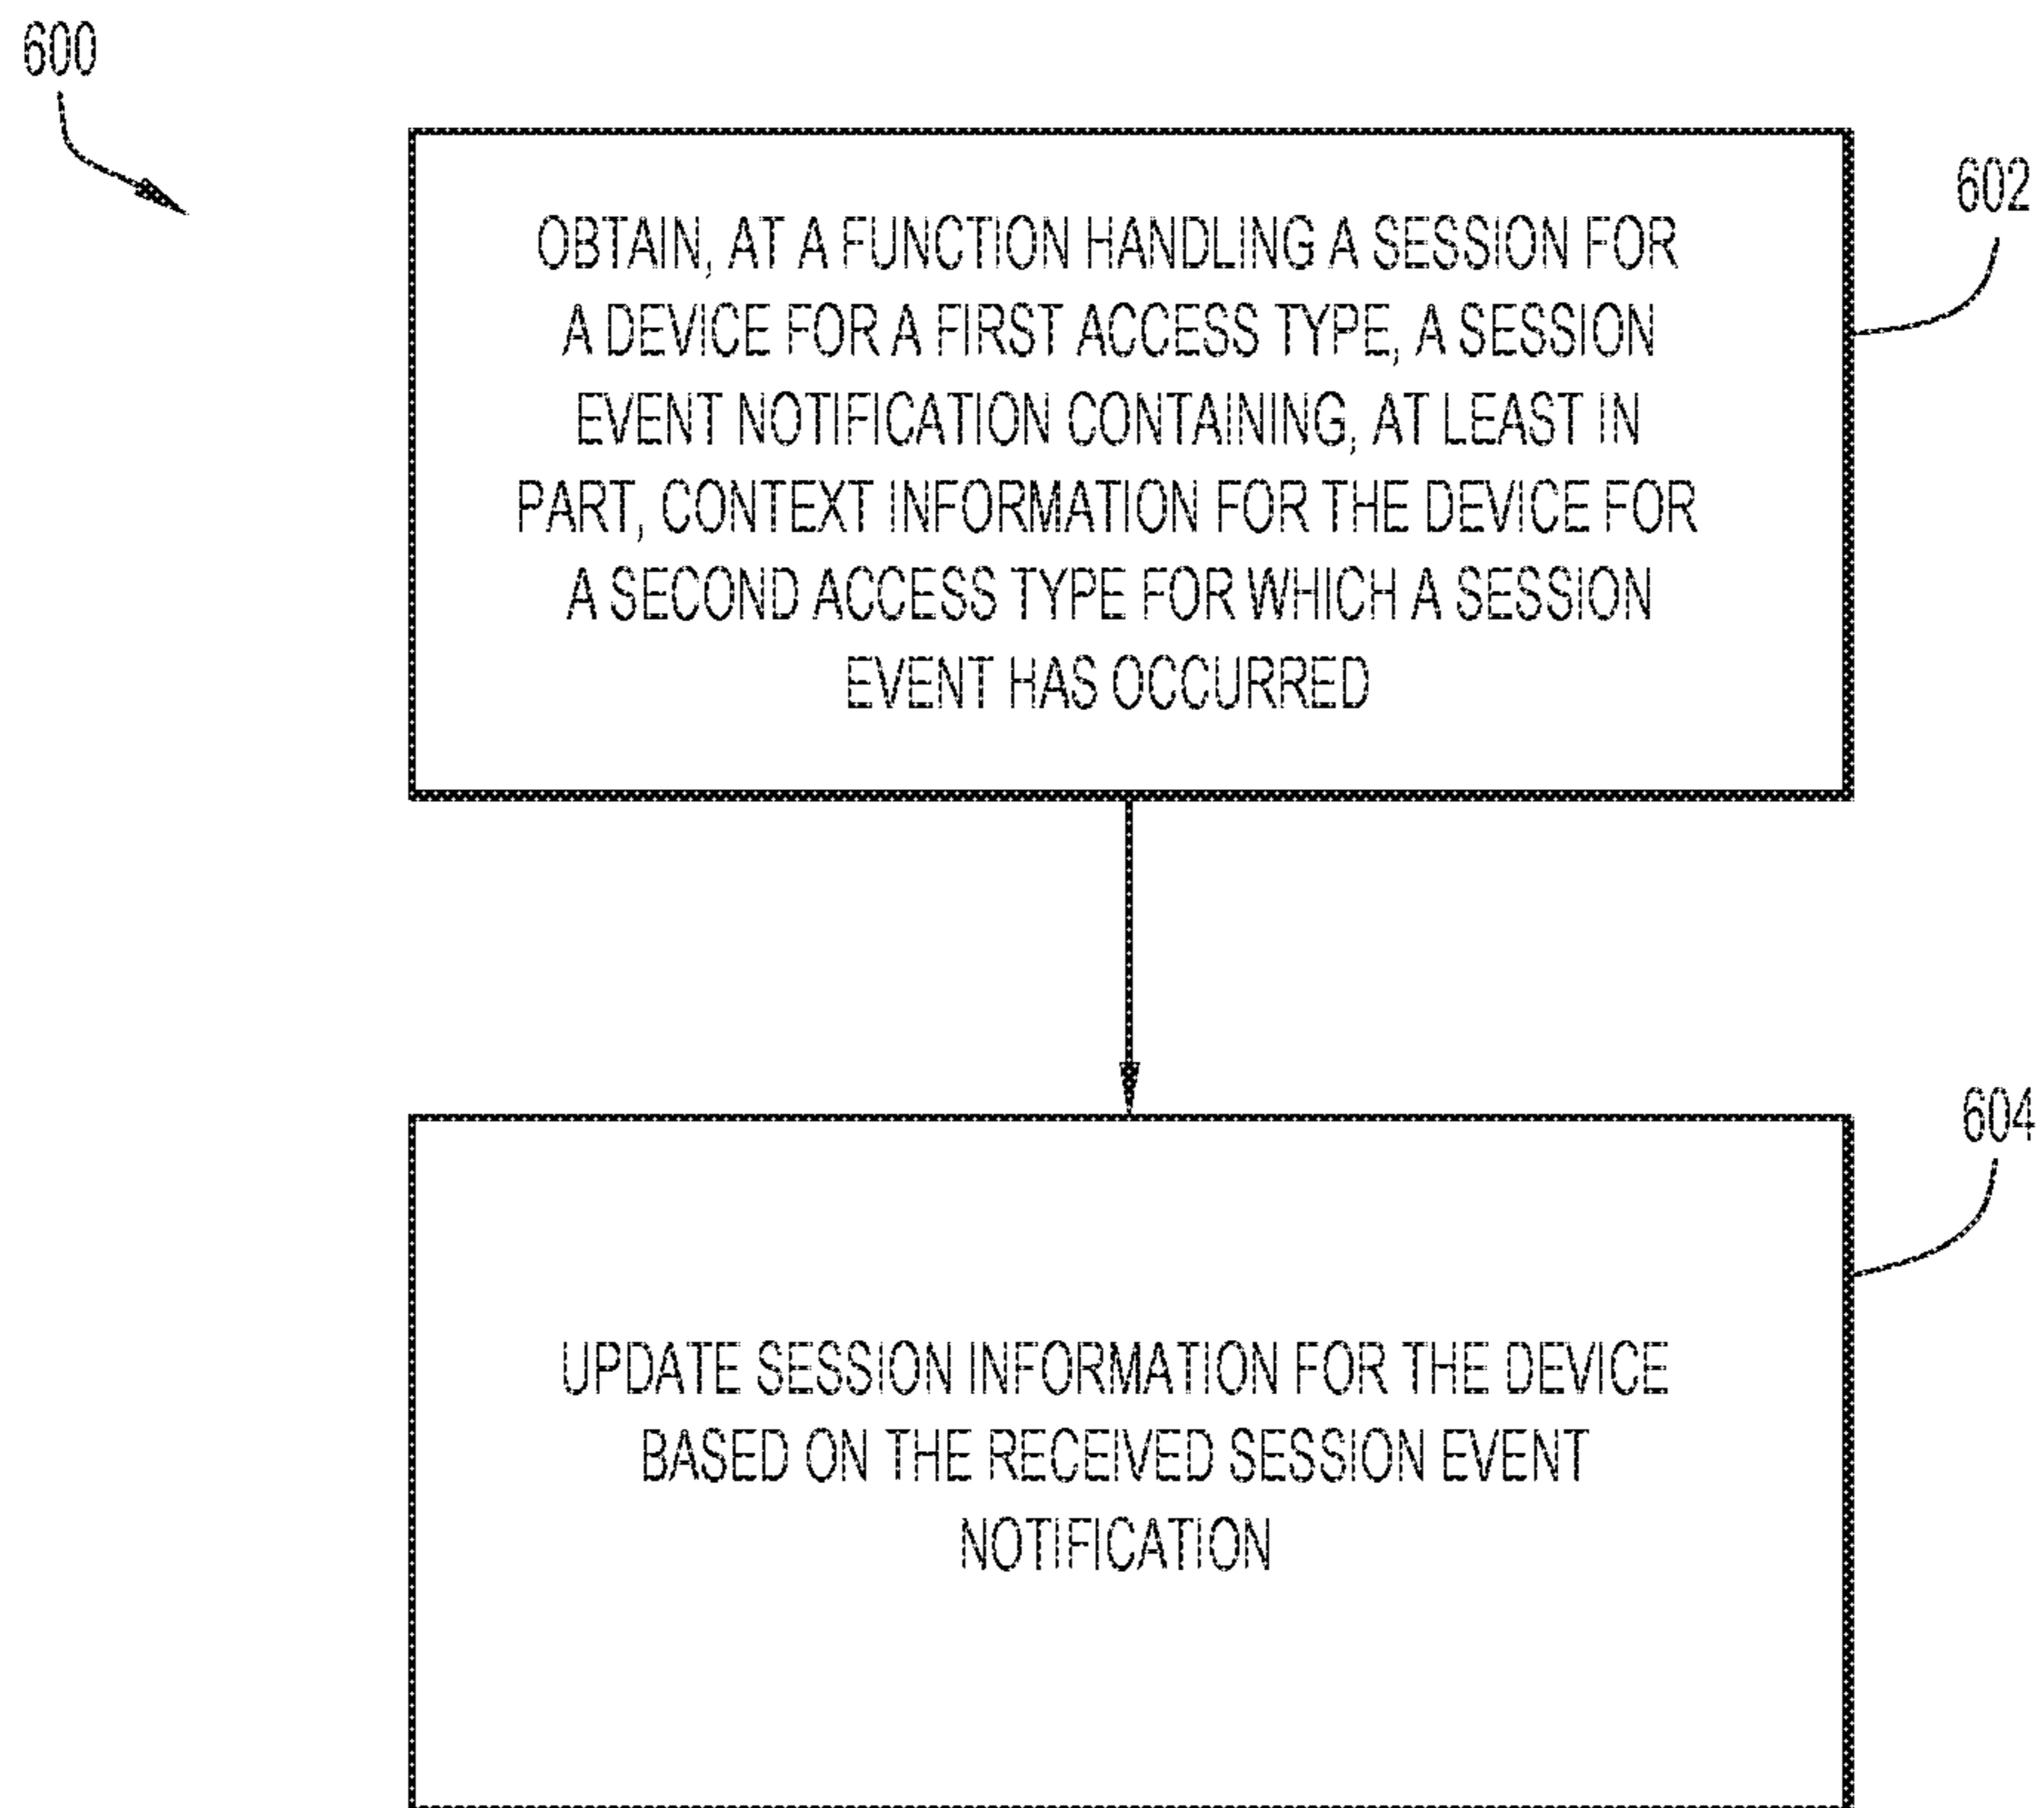 600
602
OBTAIN, AT A FUNCTION HANDLING A SESSION FOR
A DEVICE FOR A FIRST ACCESS TYPE, A SESSION
EVENT NOTIFICATION CONTAINING, AT LEAST IN
PART, CONTEXT INFORMATION FOR THE DEVICE FOR
A SECOND ACCESS TYPE FOR WHICH A SESSION
EVENT HAS OCCURRED
604
UPDATE SESSION INFORMATION FOR THE DEVICE
BASED ON THE RECEIVED SESSION EVENT
NOTIFICATION